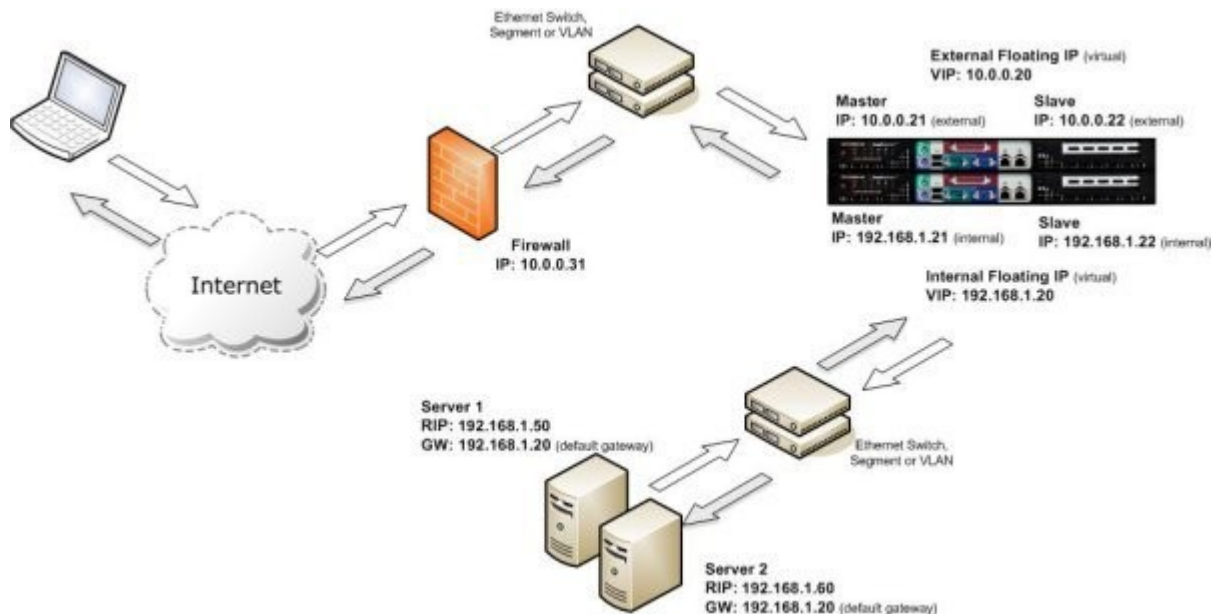 Ethernet Switch,
Segment or VLAN
External Floating IP (virtual)
VIP: 10.0.0.20
Master
IP: 10.0.0.21 (external)
Slave
IP: 10.0.0.22 (external)
Master
IP: 192.168.1.21 (internal)
Slave
IP: 192.168.1.22 (internal)
Firewall
IP: 10.0.0.31
Internet
Internal Floating IP (virtual)
VIP: 192.168.1.20
Server 1
RIP: 192.168.1.50
GW: 192.168.1.20 (default gateway)
Ethernet Switch,
Segment or VLAN
Server 2
RIP: 192.168.1.60
GW: 192.168.1.20 (default gateway)